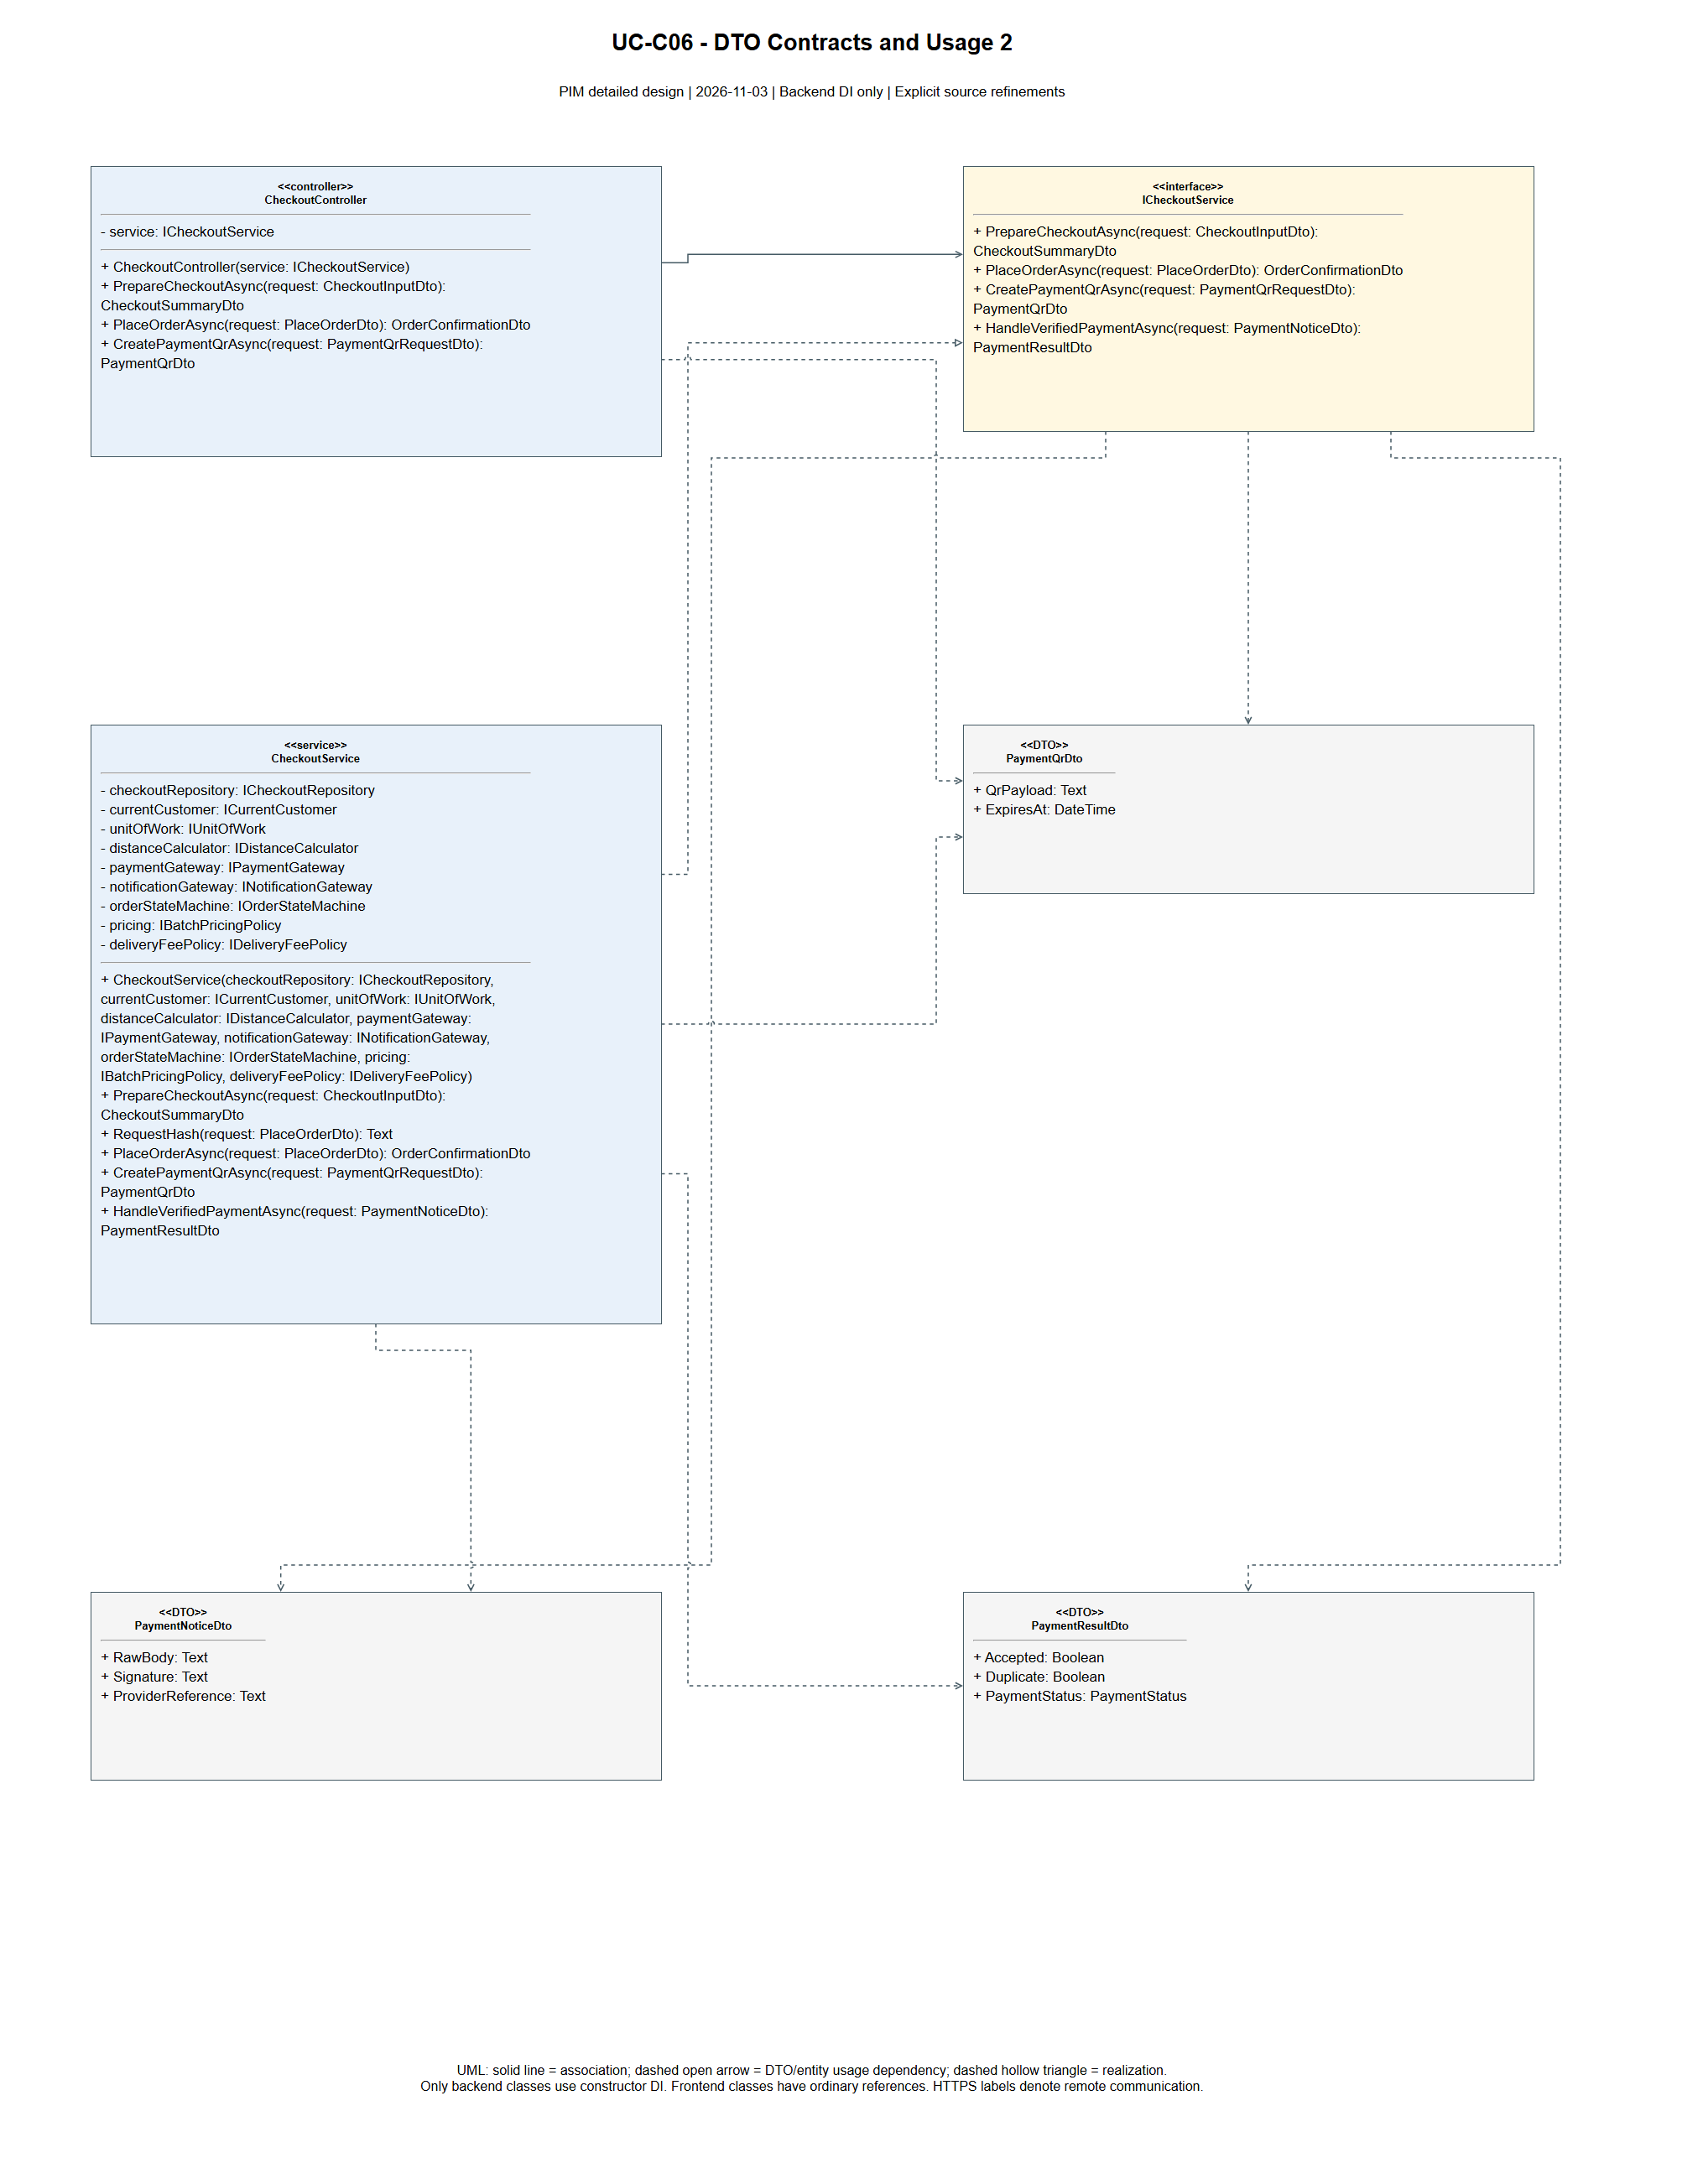 UC-C06 - DTO Contracts and Usage 2
PIM detailed design | 2026-11-03 | Backend DI only | Explicit source refinements
<<controller>>
CheckoutController
- service: ICheckoutService
+ CheckoutController(service: ICheckoutService)
+ PrepareCheckoutAsync(request: CheckoutInputDto):
CheckoutSummaryDto
+ PlaceOrderAsync(request: PlaceOrderDto): OrderConfirmationDto
+ CreatePaymentQrAsync(request: PaymentQrRequestDto):
PaymentQrDto
<<interface>>
ICheckoutService
+ PrepareCheckoutAsync(request: CheckoutInputDto):
CheckoutSummaryDto
+ PlaceOrderAsync(request: PlaceOrderDto): OrderConfirmationDto
+ CreatePaymentQrAsync(request: PaymentQrRequestDto):
PaymentQrDto
+ HandleVerifiedPaymentAsync(request: PaymentNoticeDto):
PaymentResultDto
<<service>>
CheckoutService
- checkoutRepository: ICheckoutRepository
- currentCustomer: ICurrentCustomer
- unitOfWork: IUnitOfWork
- distanceCalculator: IDistanceCalculator
- paymentGateway: IPaymentGateway
- notificationGateway: INotificationGateway
- orderStateMachine: IOrderStateMachine
- pricing: IBatchPricingPolicy
- deliveryFeePolicy: IDeliveryFeePolicy
+ CheckoutService(checkoutRepository: ICheckoutRepository,
currentCustomer: ICurrentCustomer, unitOfWork: IUnitOfWork,
distanceCalculator: IDistanceCalculator, paymentGateway:
IPaymentGateway, notificationGateway: INotificationGateway,
orderStateMachine: IOrderStateMachine, pricing:
IBatchPricingPolicy, deliveryFeePolicy: IDeliveryFeePolicy)
+ PrepareCheckoutAsync(request: CheckoutInputDto):
CheckoutSummaryDto
+ RequestHash(request: PlaceOrderDto): Text
+ PlaceOrderAsync(request: PlaceOrderDto): OrderConfirmationDto
+ CreatePaymentQrAsync(request: PaymentQrRequestDto):
PaymentQrDto
+ HandleVerifiedPaymentAsync(request: PaymentNoticeDto):
PaymentResultDto
<<DTO>>
PaymentQrDto
+ QrPayload: Text
+ ExpiresAt: DateTime
<<DTO>>
PaymentNoticeDto
+ RawBody: Text
+ Signature: Text
+ ProviderReference: Text
<<DTO>>
PaymentResultDto
+ Accepted: Boolean
+ Duplicate: Boolean
+ PaymentStatus: PaymentStatus
UML: solid line = association; dashed open arrow = DTO/entity usage dependency; dashed hollow triangle = realization.
Only backend classes use constructor DI. Frontend classes have ordinary references. HTTPS labels denote remote communication.